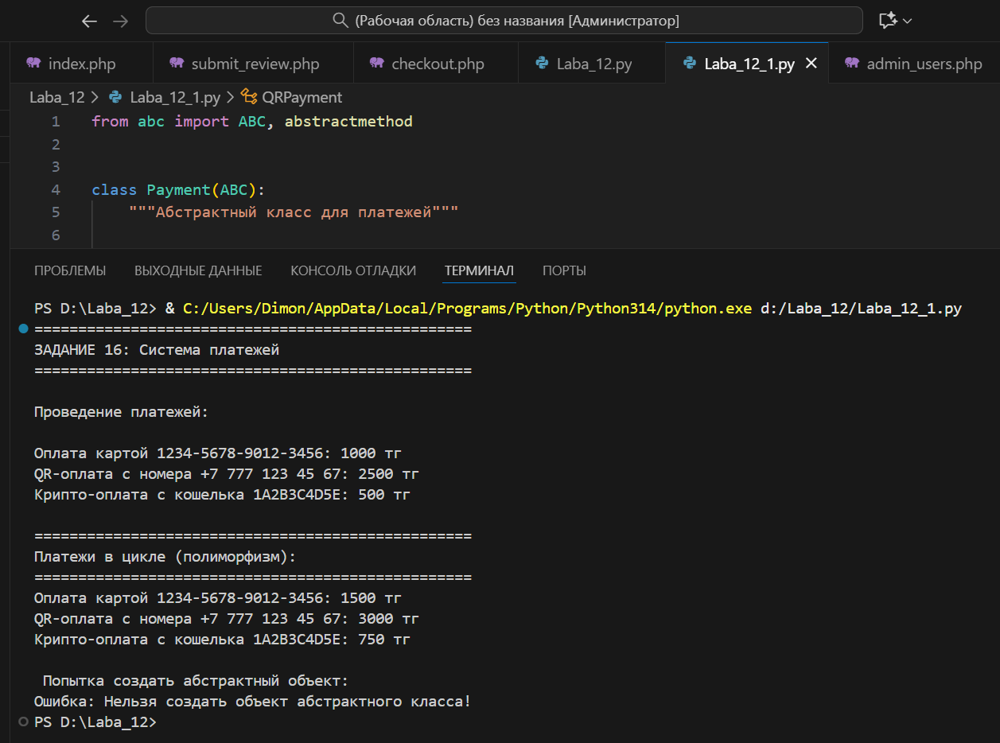 (Рабочая область) без названия [Администратор]
index.php submit_review.php checkout.php Laba_12.py Laba_12_1.py admin_users.php
Laba_12 > Laba_12_1.py > QRPayment
1 from abc import ABC, abstractmethod
2
3
4 class Payment(ABC):
5 """Абстрактный класс для платежей"""
6
ПРОБЛЕМЫ ВЫХОДНЫЕ ДАННЫЕ КОНСОЛЬ ОТЛАДКИ ТЕРМИНАЛ ПОРТЫ
PS D:\Laba_12> & C:/Users/Dimon/AppData/Local/Programs/Python/Python314/python.exe d:/Laba_12/Laba_12_1.py
==================================================
ЗАДАНИЕ 16: Система платежей
==================================================
Проведение платежей:
Оплата картой 1234-5678-9012-3456: 1000 тг
QR-оплата с номера +7 777 123 45 67: 2500 тг
Крипто-оплата с кошелька 1A2B3C4D5E: 500 тг
==================================================
Платежи в цикле (полиморфизм):
==================================================
Оплата картой 1234-5678-9012-3456: 1500 тг
QR-оплата с номера +7 777 123 45 67: 3000 тг
Крипто-оплата с кошелька 1A2B3C4D5E: 750 тг
Попытка создать абстрактный объект:
Ошибка: Нельзя создать объект абстрактного класса!
PS D:\Laba_12>